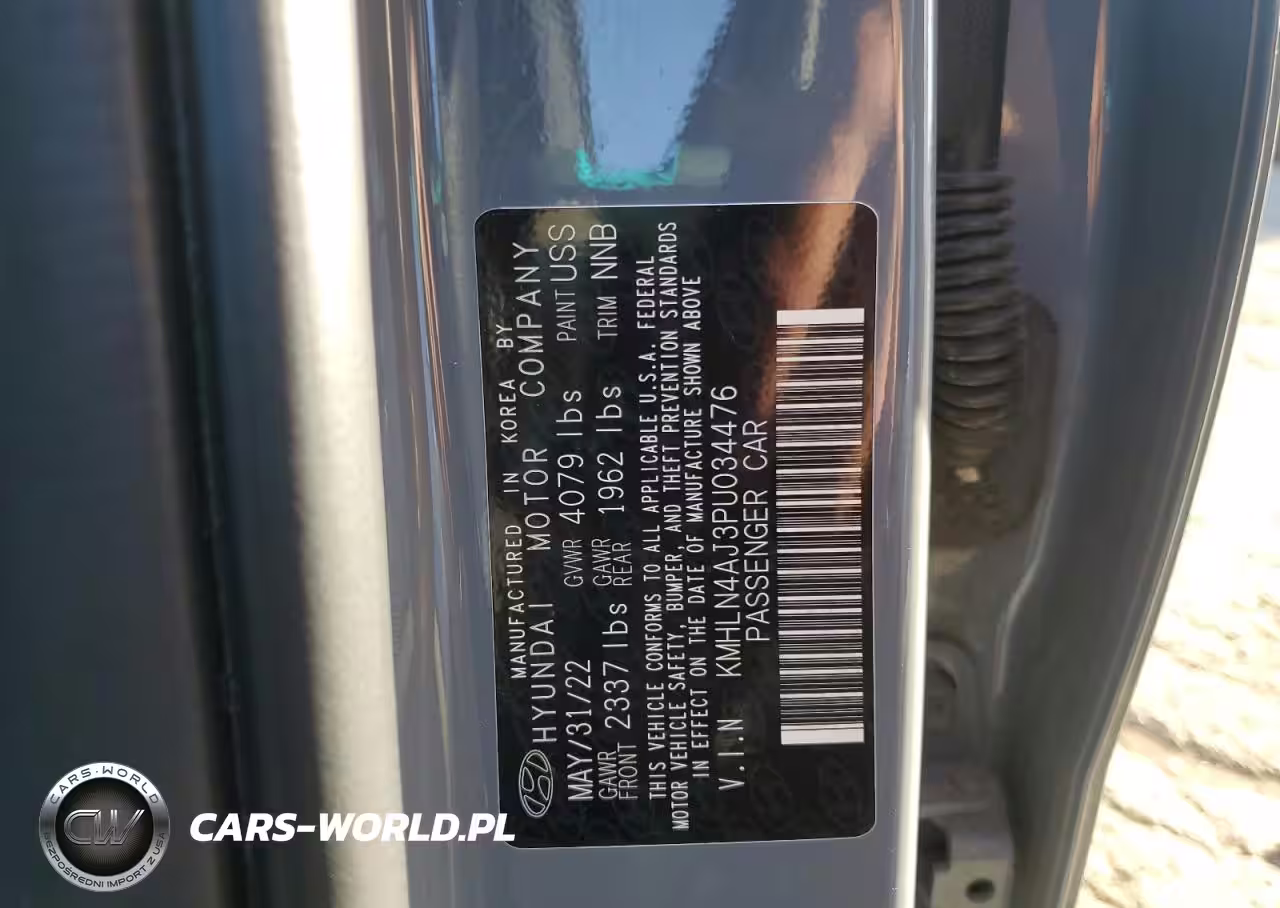 MANUFACTURED IN KOREA BY
HYUNDAI MOTOR COMPANY
MAY/31/22 GVWR 4079 lbs PAINT USS
GAWR FRONT 2337 lbs GAWR REAR 1962 lbs TRIM NNB
THIS VEHICLE CONFORMS TO ALL APPLICABLE U.S.A. FEDERAL
MOTOR VEHICLE SAFETY, BUMPER, AND THEFT PREVENTION STANDARDS
IN EFFECT ON THE DATE OF MANUFACTURE SHOWN ABOVE
V.I.N KMHLN4AJ3PU034476
PASSENGER CAR
CARS-WORLD
CW
BEZPOŚREDNI IMPORT Z USA
CARS-WORLD.PL